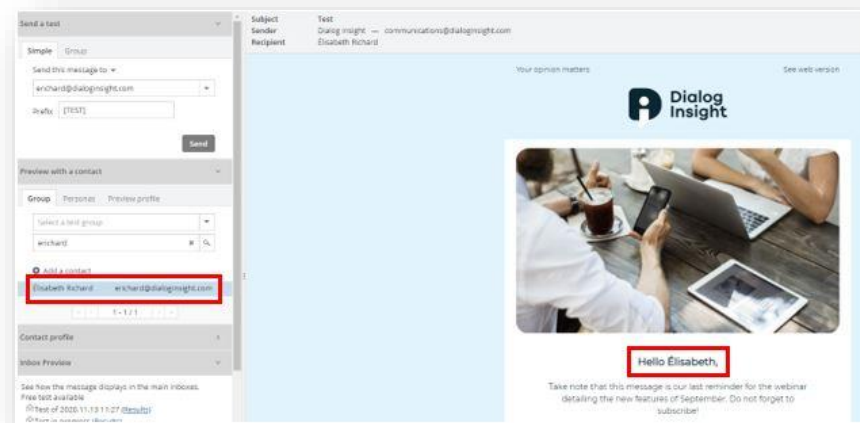 Send a test
Simple Group
Send this message to
erichard@dialoginsight.com
Prefix [TEST]
Send
Preview with a contact
Group Personas Preview profile
Select a test group
erichard
Add a contact
Élisabeth Richard erichard@dialoginsight.com
1 - 1 / 1
Contact profile
Inbox Preview
See how the message displays in the main inboxes.
Free test available
Test of 2020.11.13 11:27 (Results)
Test in progress (Results)
Subject Test
Sender Dialog Insight — communications@dialoginsight.com
Recipient Élisabeth Richard
Your opinion matters
See web version
Dialog
Insight
Hello Élisabeth,
Take note that this message is our last reminder for the webinar
detailing the new features of September. Do not forget to
subscribe!